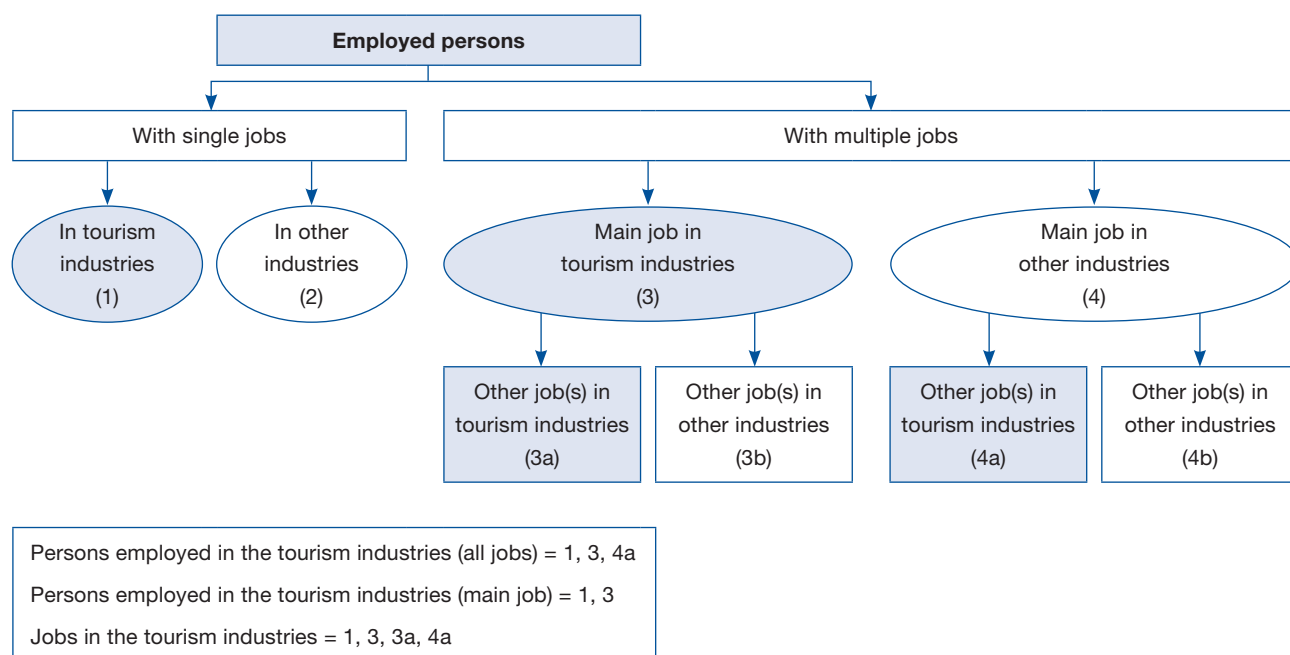 Employed persons
With single jobs
With multiple jobs
In tourism
industries
(1)
In other
industries
(2)
Main job in
tourism industries
(3)
Main job in
other industries
(4)
Other job(s) in
tourism industries
(3a)
Other job(s) in
other industries
(3b)
Other job(s) in
tourism industries
(4a)
Other job(s) in
other industries
(4b)
Persons employed in the tourism industries (all jobs) = 1, 3, 4a
Persons employed in the tourism industries (main job) = 1, 3
Jobs in the tourism industries = 1, 3, 3a, 4a